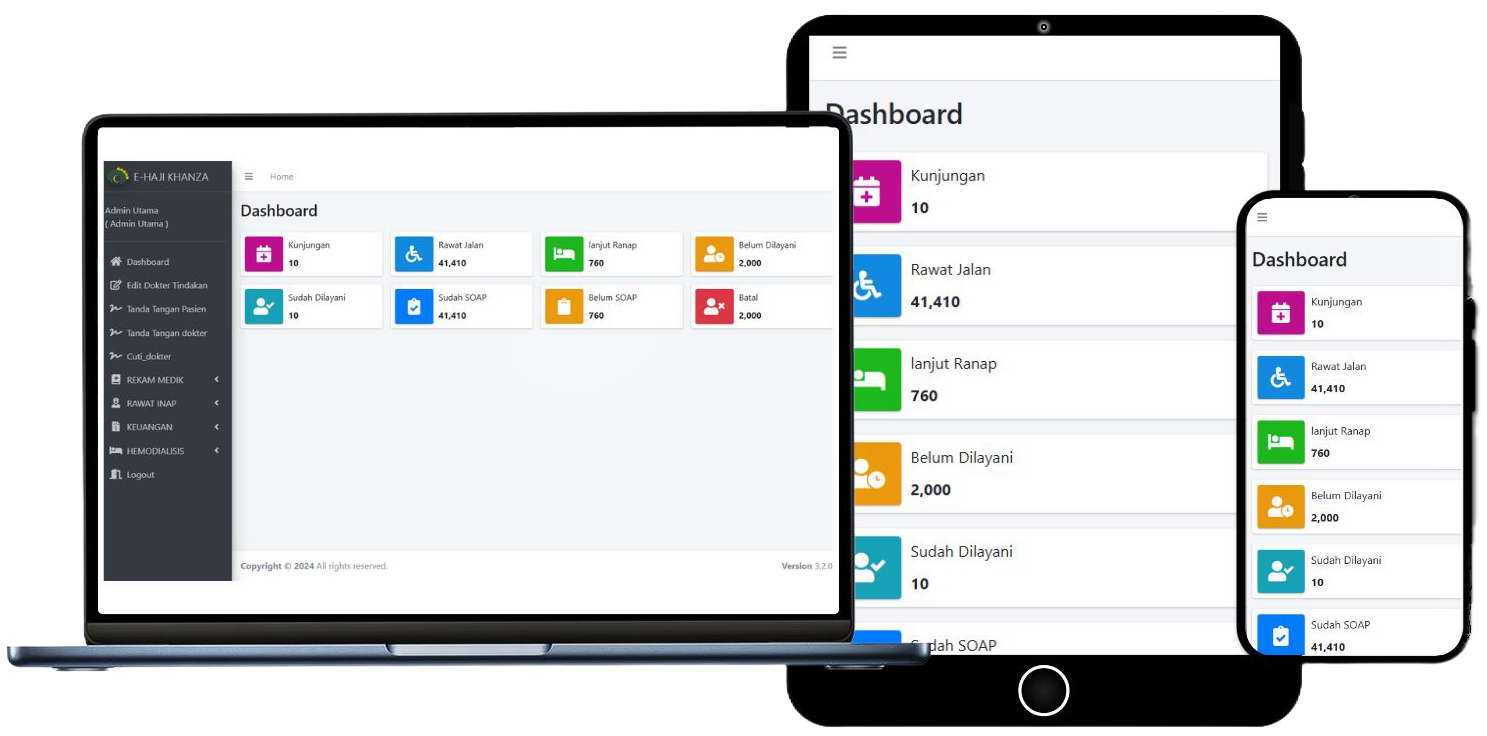 E-HAJI KHANZA
Admin Utama
( Admin Utama )
Dashboard
Edit Dokter Tindakan
Tanda Tangan Pasien
Tanda Tangan dokter
Cuti_dokter
REKAM MEDIK
RAWAT INAP
KEUANGAN
HEMODIALISIS
Logout
Home
Dashboard
Kunjungan
10
Rawat Jalan
41,410
lanjut Ranap
760
Belum Dilayani
2,000
Sudah Dilayani
10
Sudah SOAP
41,410
Belum SOAP
760
Batal
2,000
Copyright © 2024 All rights reserved.
Version 3.2.0
Dashboard
Kunjungan
10
Rawat Jalan
41,410
lanjut Ranap
760
Belum Dilayani
2,000
Sudah Dilayani
10
Sudah SOAP
Dashboard
Kunjungan
10
Rawat Jalan
41,410
lanjut Ranap
760
Belum Dilayani
2,000
Sudah Dilayani
10
Sudah SOAP
41,410